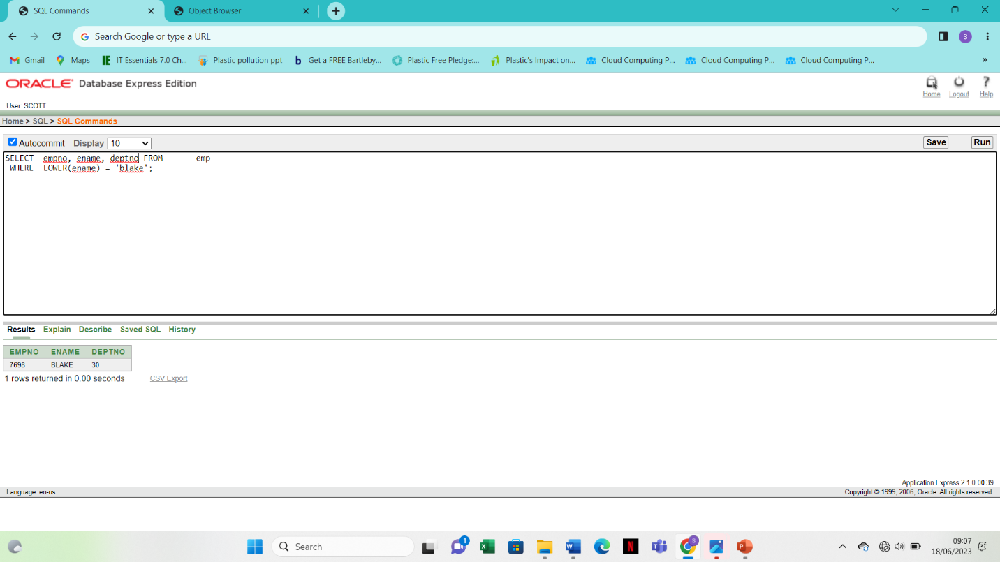 SQL Commands
Object Browser
Search Google or type a URL
Gmail
Maps
IT Essentials 7.0 Ch...
Plastic pollution ppt
Get a FREE Bartleby...
Plastic Free Pledge:...
Plastic's Impact on...
Cloud Computing P...
Cloud Computing P...
Cloud Computing P...
»
S
ORACLE Database Express Edition
Home
Logout
Help
User: SCOTT
Home > SQL > SQL Commands
Autocommit Display 10
Save
Run
SELECT empno, ename, deptno FROM emp
WHERE LOWER(ename) = 'blake';
Results Explain Describe Saved SQL History
EMPNO ENAME DEPTNO
7698 BLAKE 30
1 rows returned in 0.00 seconds CSV Export
Application Express 2.1.0.00.39
Language: en-us Copyright © 1999, 2006, Oracle. All rights reserved.
Search
1
S
09:07
18/06/2023